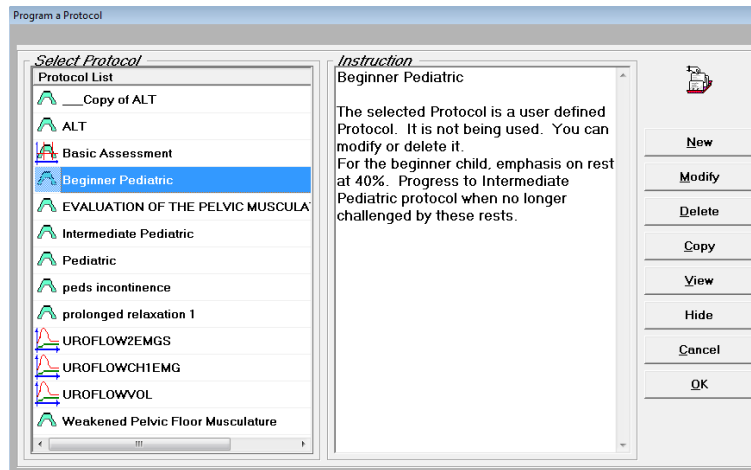 Program a Protocol
Select Protocol
Protocol List
___Copy of ALT
ALT
Basic Assessment
Beginner Pediatric
EVALUATION OF THE PELVIC MUSCULA
Intermediate Pediatric
Pediatric
peds incontinence
prolonged relaxation 1
UROFLOW2EMGS
UROFLOWCH1EMG
UROFLOWVOL
Weakened Pelvic Floor Musculature
Instruction
Beginner Pediatric
The selected Protocol is a user defined
Protocol. It is not being used. You can
modify or delete it.
For the beginner child, emphasis on rest
at 40%. Progress to Intermediate
Pediatric protocol when no longer
challenged by these rests.
New
Modify
Delete
Copy
View
Hide
Cancel
OK